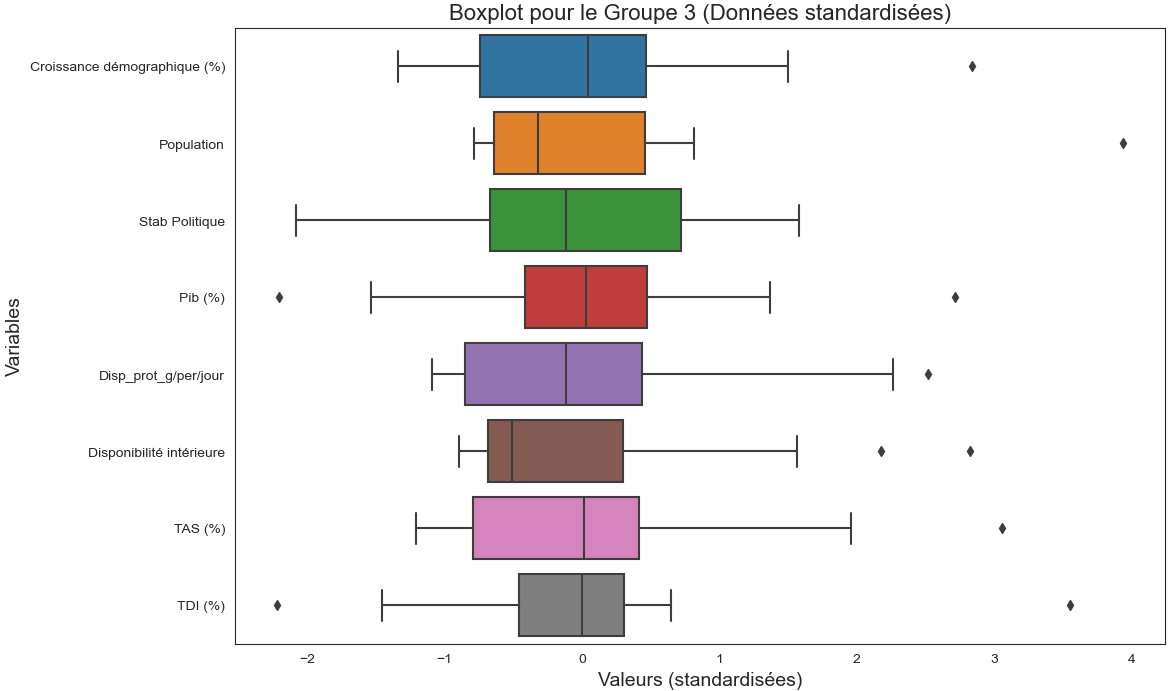 Boxplot pour le Groupe 3 (Données standardisées)
Croissance démographique (%)
Population
Stab Politique
Pib (%)
Disp_prot_g/per/jour
Disponibilité intérieure
TAS (%)
TDI (%)
Variables
−2 −1 0 1 2 3 4
Valeurs (standardisées)